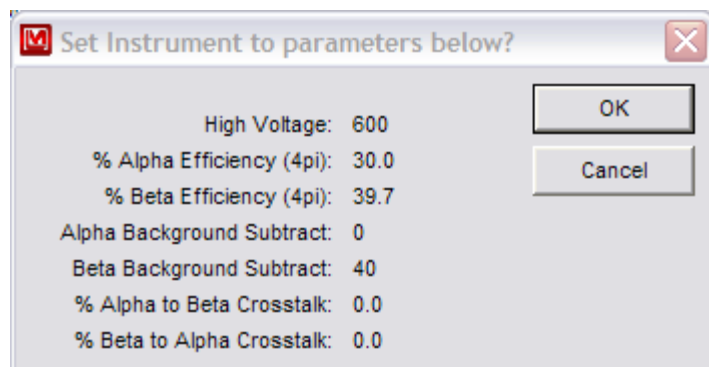 Set Instrument to parameters below?
High Voltage: 600
% Alpha Efficiency (4pi): 30.0
% Beta Efficiency (4pi): 39.7
Alpha Background Subtract: 0
Beta Background Subtract: 40
% Alpha to Beta Crosstalk: 0.0
% Beta to Alpha Crosstalk: 0.0
OK
Cancel